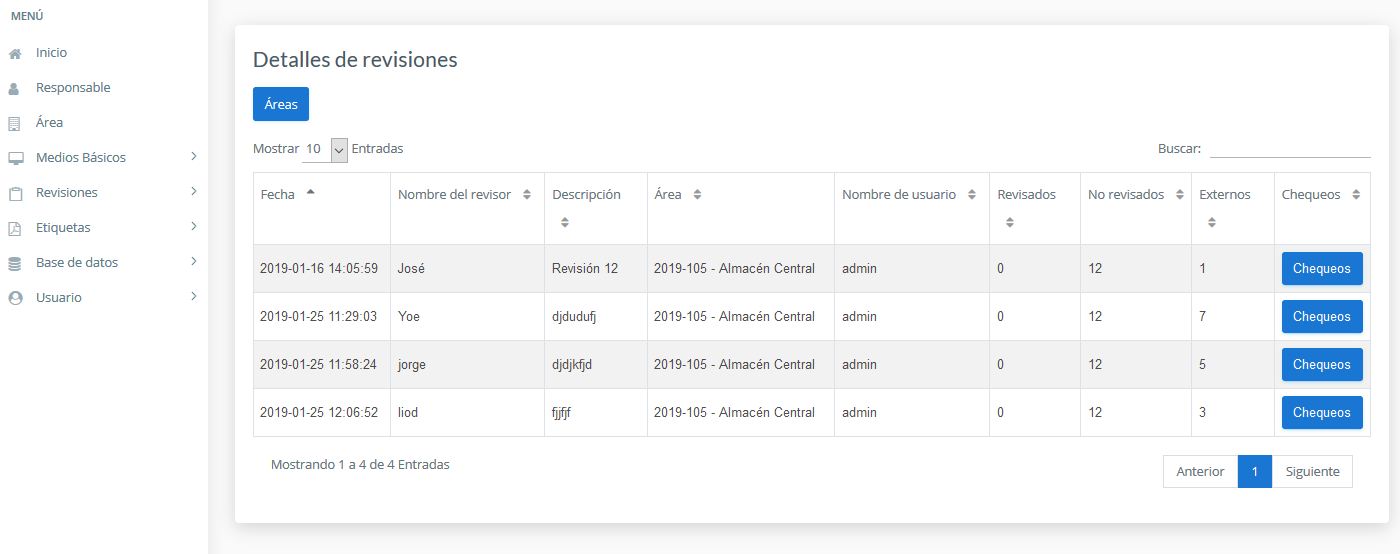 MENÚ
Inicio
Responsable
Área
Medios Básicos
Revisiones
Etiquetas
Base de datos
Usuario
Detalles de revisiones
Áreas
Mostrar 10 Entradas Buscar:
Fecha Nombre del revisor Descripción Área Nombre de usuario Revisados No revisados Externos Chequeos
2019-01-16 14:05:59 José Revisión 12 2019-105 - Almacén Central admin 0 12 1 Chequeos
2019-01-25 11:29:03 Yoe djdudufj 2019-105 - Almacén Central admin 0 12 7 Chequeos
2019-01-25 11:58:24 jorge djdjkfjd 2019-105 - Almacén Central admin 0 12 5 Chequeos
2019-01-25 12:06:52 liod fjjfjf 2019-105 - Almacén Central admin 0 12 3 Chequeos
Mostrando 1 a 4 de 4 Entradas
Anterior 1 Siguiente